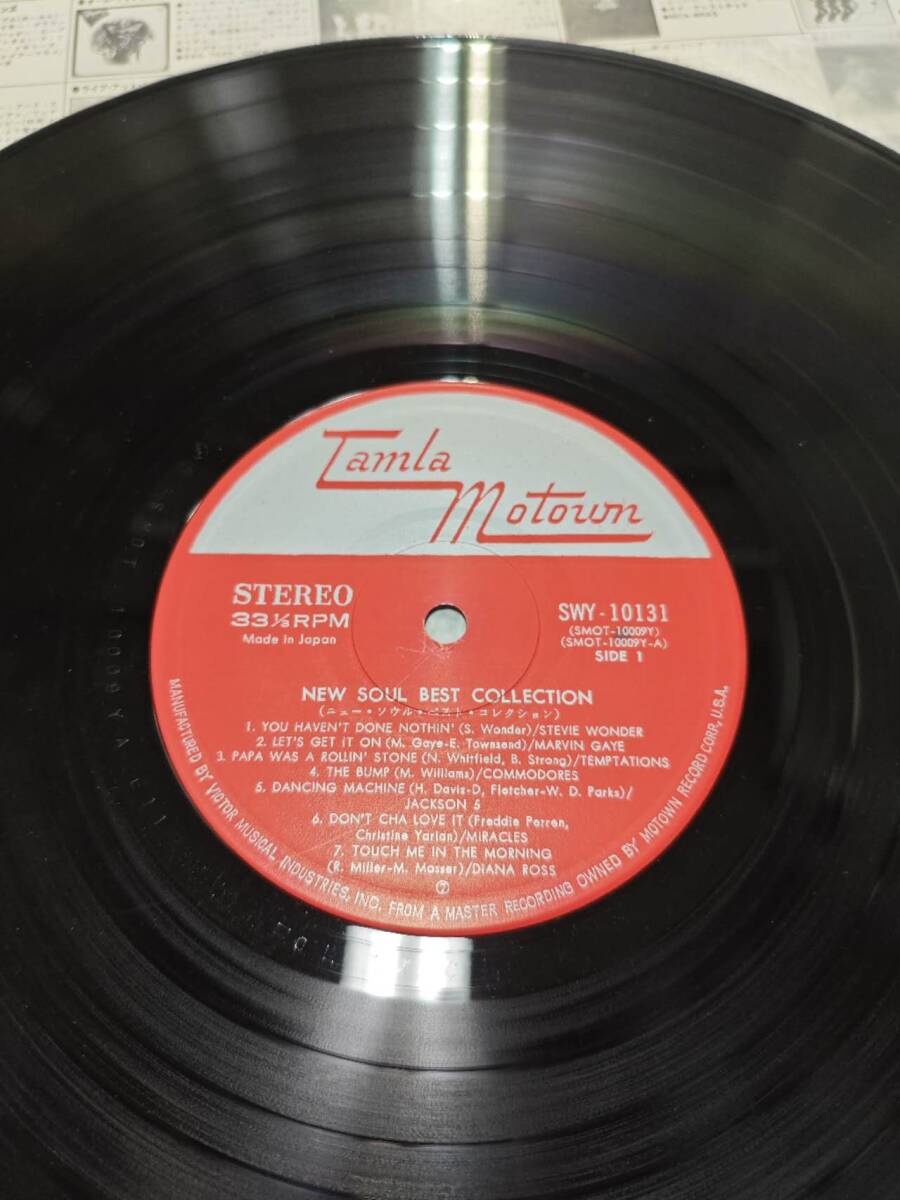 Tamla
Motown
STEREO
33⅓RPM
Made in Japan
SWY-10131
(SMOT-10009Y)
(SMOT-10009Y-A)
SIDE 1
NEW SOUL BEST COLLECTION
(ニュー・ソウル・ベスト・コレクション)
1. YOU HAVEN'T DONE NOTHIN' (S. Wonder)/STEVIE WONDER
2. LET'S GET IT ON (M. Gaye-E. Townsend)/MARVIN GAYE
3. PAPA WAS A ROLLIN' STONE (N. Whitfield, B. Strong)/TEMPTATIONS
4. THE BUMP (M. Williams)/COMMODORES
5. DANCING MACHINE (H. Davis-D, Fletcher-W. D. Parks)/
JACKSON 5
6. DON'T CHA LOVE IT (Freddie Perren,
Christine Yarian)/MIRACLES
7. TOUCH ME IN THE MORNING
(R. Miller-M. Masser)/DIANA ROSS
⑦
MANUFACTURED BY VICTOR MUSICAL INDUSTRIES, INC. FROM A MASTER RECORDING OWNED BY MOTOWN RECORD CORP., U.S.A.
SMOT 10009Y A